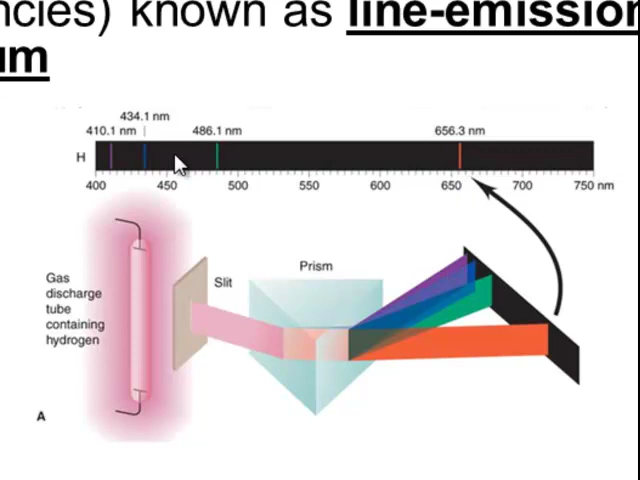 ncies) known as line-emission
um
434.1 nm
410.1 nm 486.1 nm 656.3 nm
H
400 450 500 550 600 650 700 750 nm
Gas
discharge
tube
containing
hydrogen
Slit
Prism
A